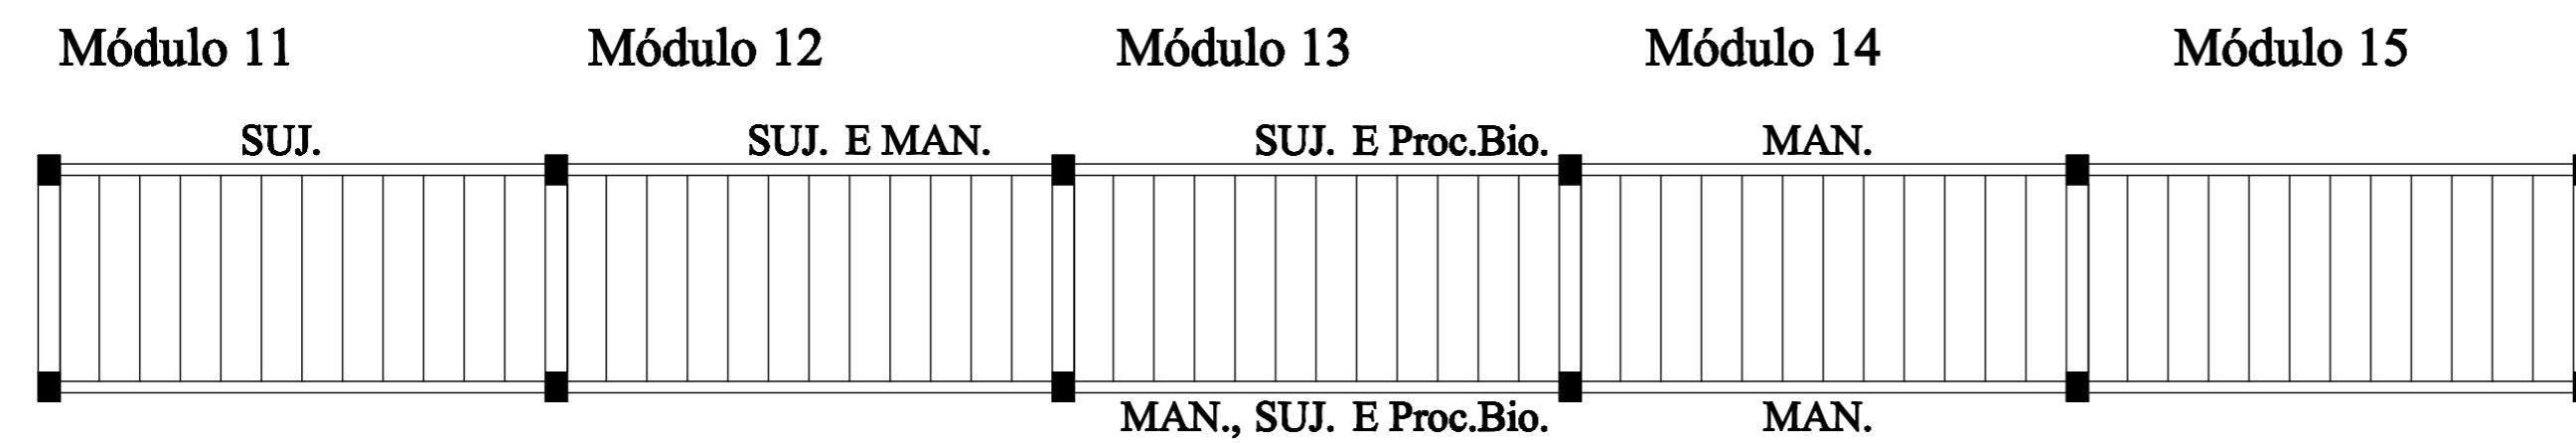 Módulo 11 Módulo 12 Módulo 13 Módulo 14 Módulo 15
SUJ. SUJ. E MAN. SUJ. E Proc.Bio. MAN.
MAN., SUJ. E Proc.Bio. MAN.